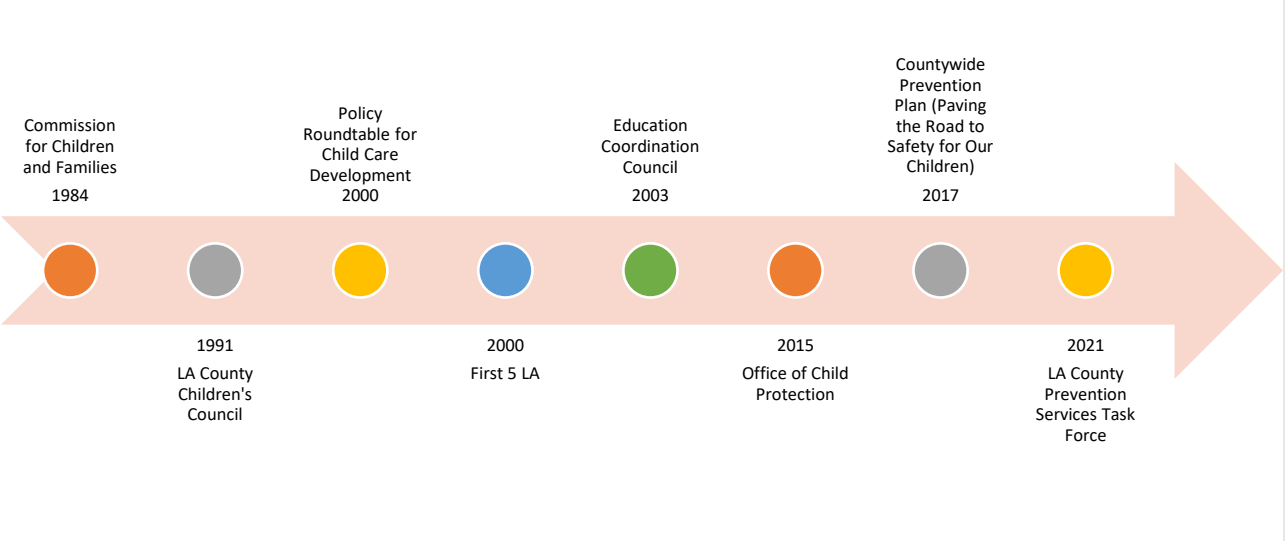 Commission
for Children
and Families
1984
1991
LA County
Children's
Council
Policy
Roundtable for
Child Care
Development
2000
2000
First 5 LA
Education
Coordination
Council
2003
2015
Office of Child
Protection
Countywide
Prevention
Plan (Paving
the Road to
Safety for Our
Children)
2017
2021
LA County
Prevention
Services Task
Force